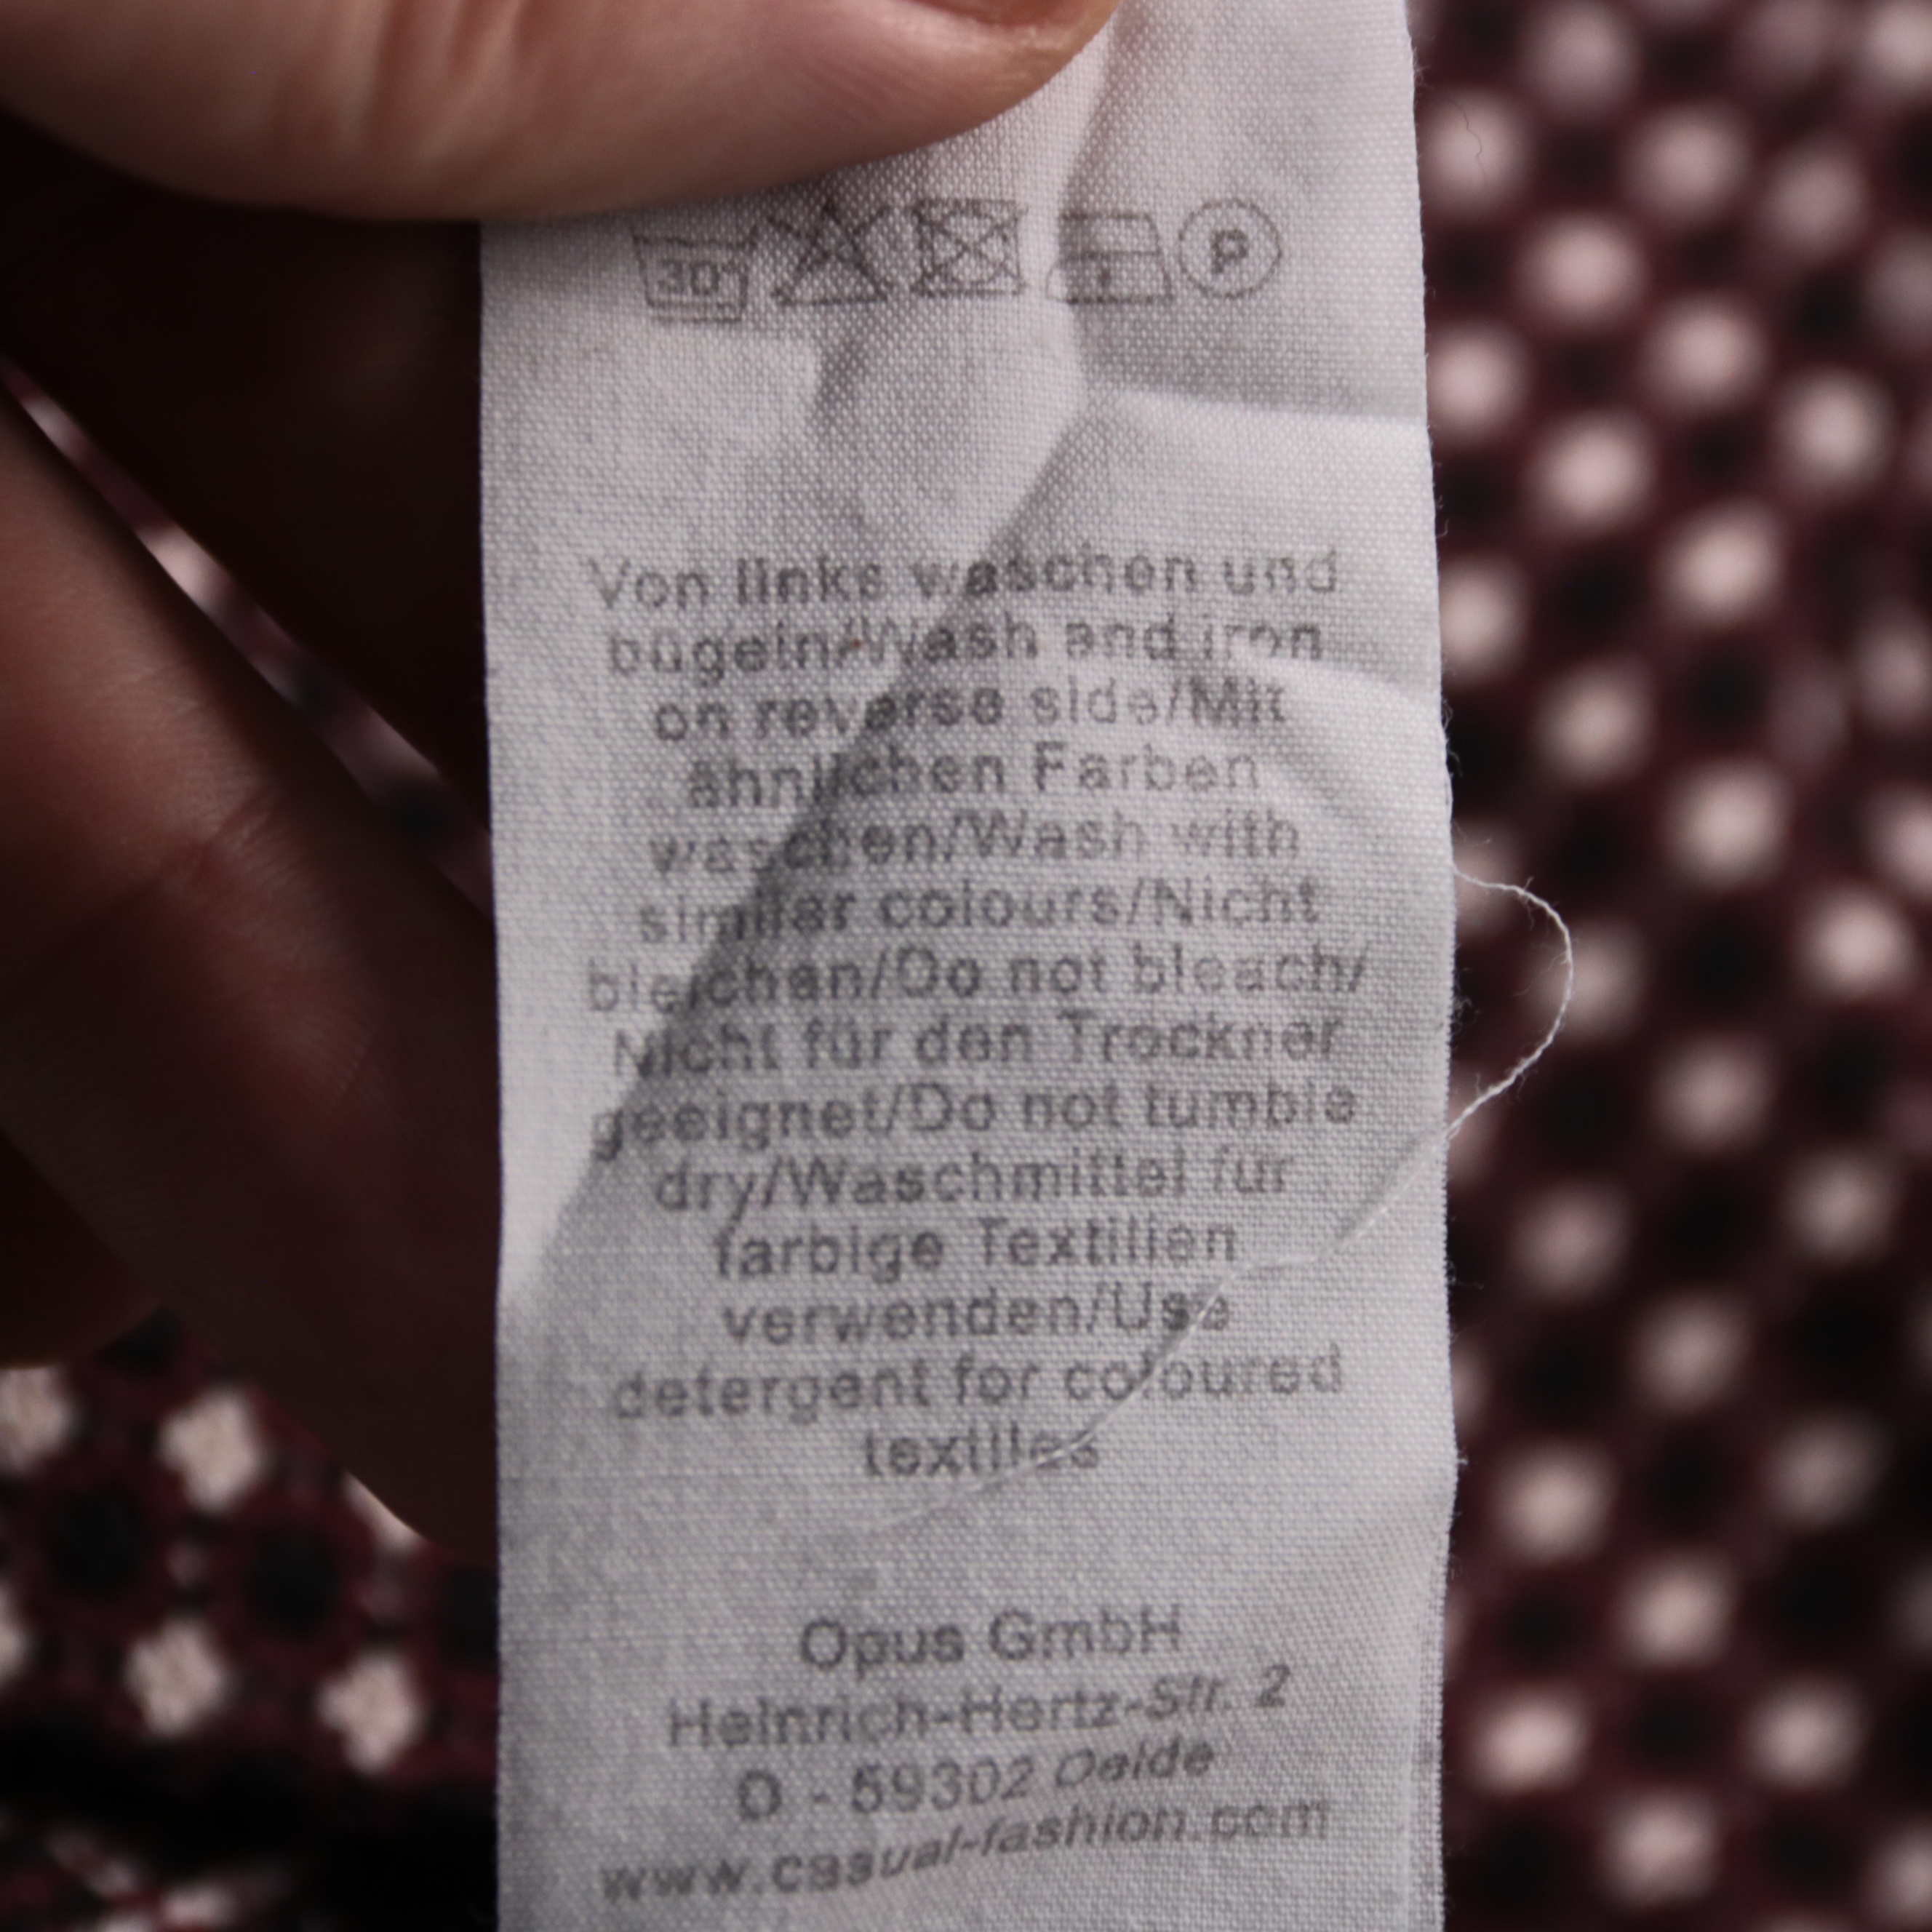 30
P
Von links waschen und
bügeln/Wash and iron
on reverse side/Mit
ähnlichen Farben
waschen/Wash with
similar colours/Nicht
bleichen/Do not bleach/
Nicht für den Trockner
geeignet/Do not tumble
dry/Waschmittel für
farbige Textilien
verwenden/Use
detergent for coloured
textiles
Opus GmbH
Heinrich-Hertz-Str. 2
D - 59302 Oelde
www.casual-fashion.com